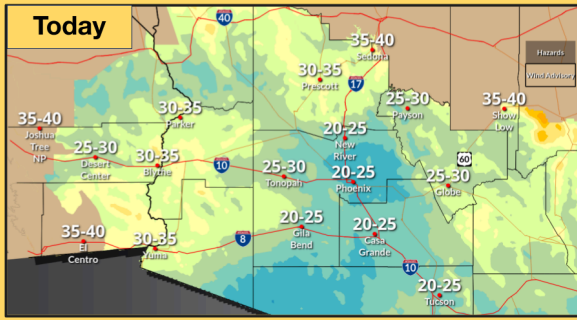 Today
40
35-40
Sedona
Hazards
Wind Advisory
30-35
Prescott
17
35-40
Joshua
Tree
NP
30-35
Parker
25-30
Payson
35-40
Show
Low
20-25
New
River
60
25-30
Desert
Center
30-35
Blythe
10
25-30
Tonopah
20-25
Phoenix
25-30
Globe
35-40
El
Centro
30-35
Yuma
8
20-25
Gila
Bend
20-25
Casa
Grande
10
20-25
Tucson